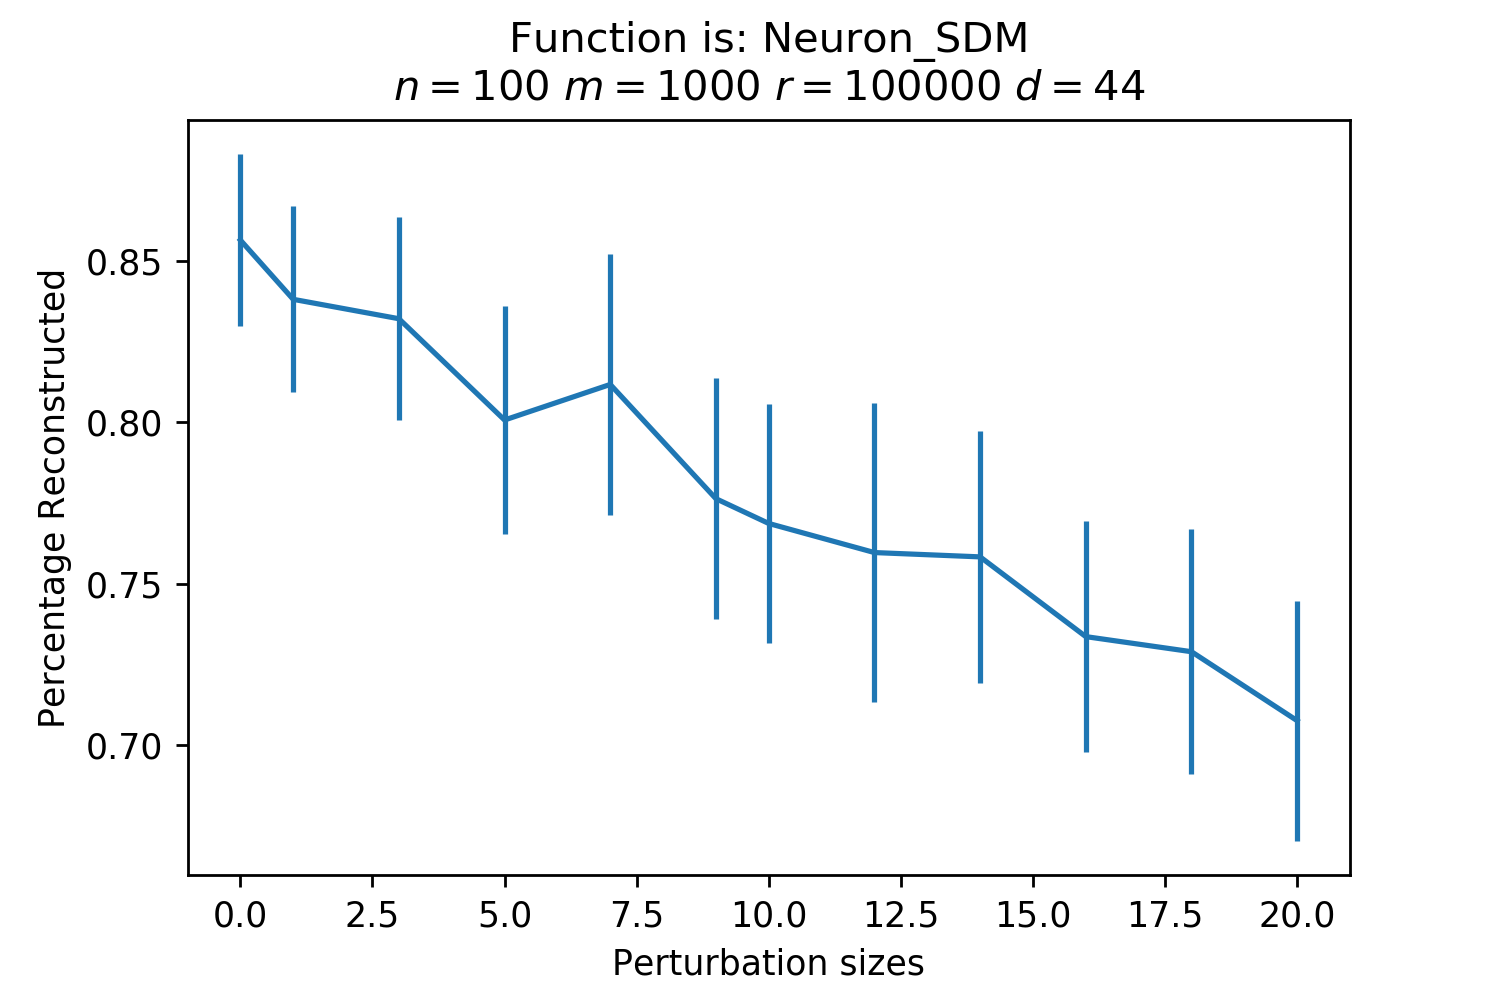 Function is: Neuron_SDM
n = 100 m = 1000 r = 100000 d = 44
Percentage Reconstructed
0.85
0.80
0.75
0.70
0.0 2.5 5.0 7.5 10.0 12.5 15.0 17.5 20.0
Perturbation sizes